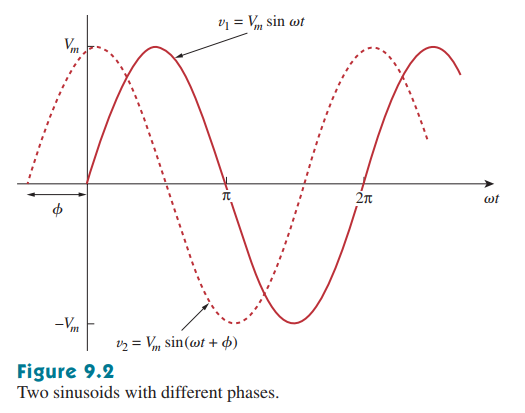 v₁ = Vₘ sin ωt
Vₘ
π
2π
ωt
ϕ
–Vₘ
v₂ = Vₘ sin(ωt + ϕ)
Figure 9.2
Two sinusoids with different phases.